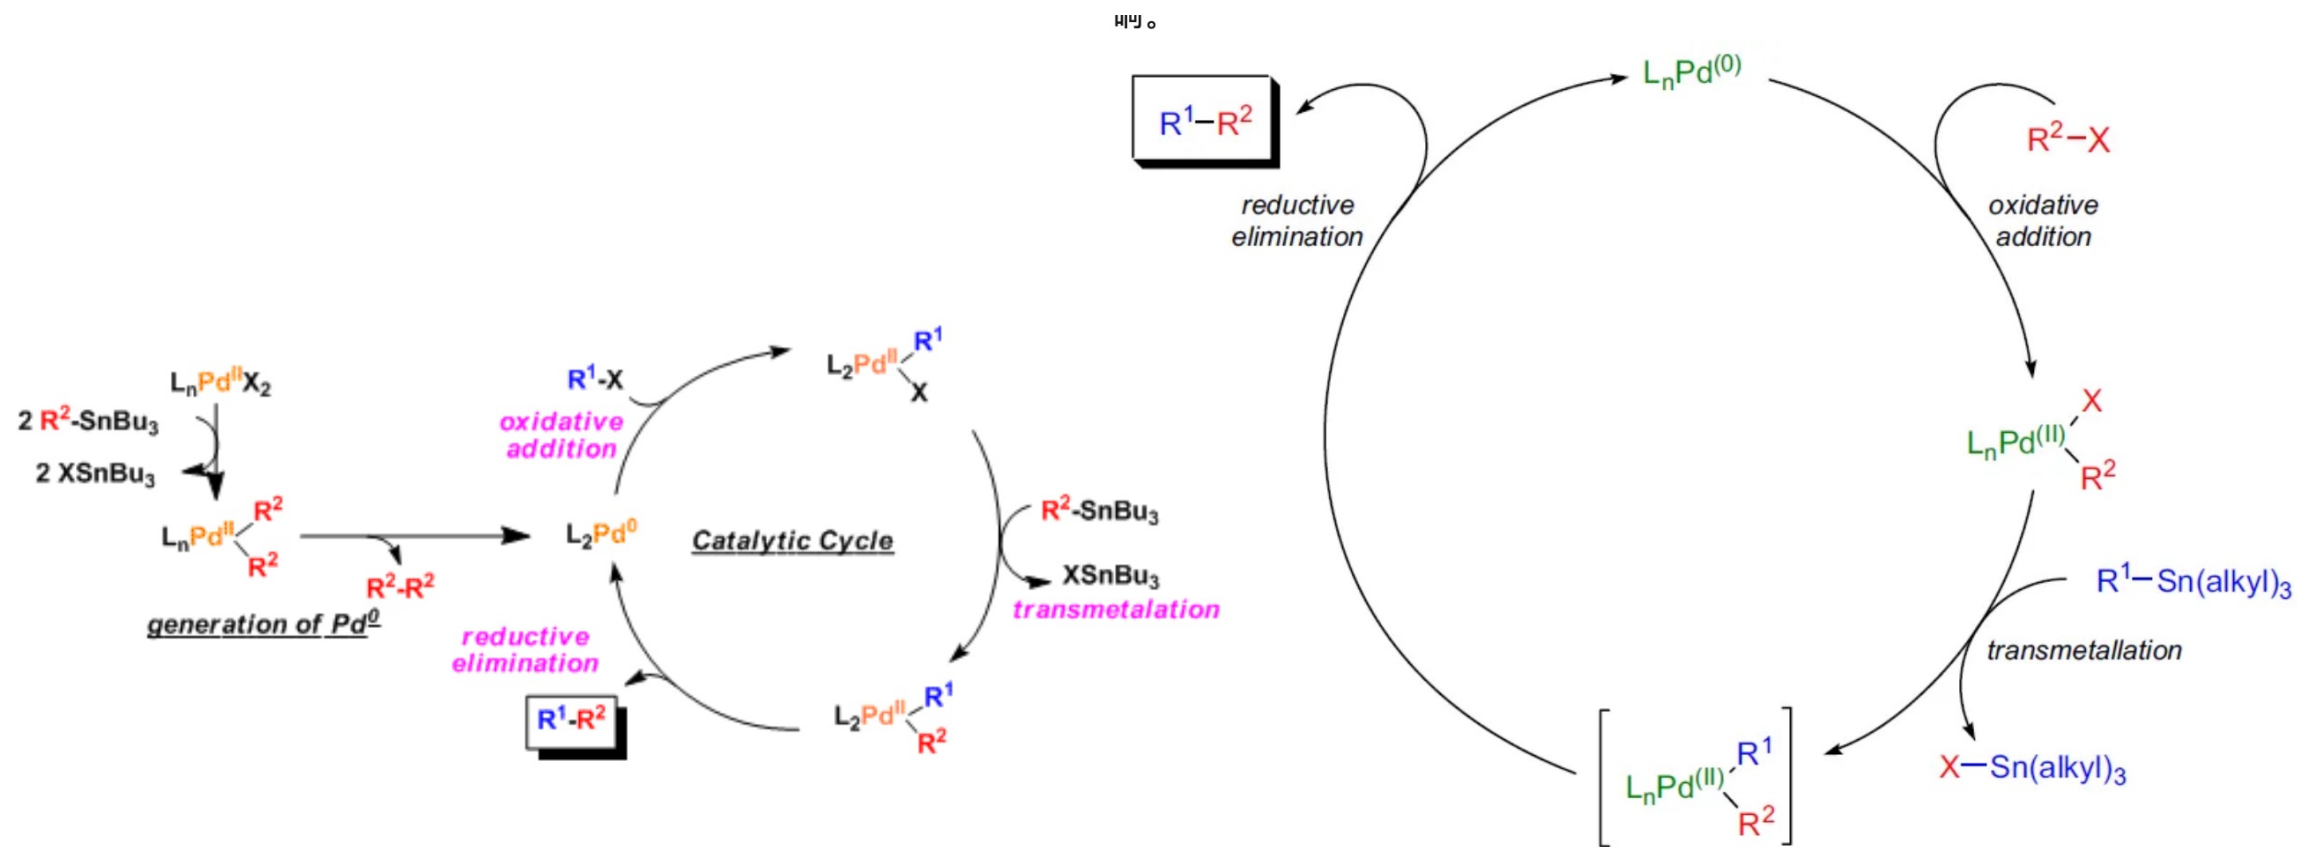 LₙPdᴵᴵX₂
2 R²-SnBu₃
2 XSnBu₃
LₙPdᴵᴵ
R²
R²
R²-R²
generation of Pd⁰
L₂Pd⁰
Catalytic Cycle
R¹-X
oxidative
addition
L₂Pdᴵᴵ
R¹
X
R²-SnBu₃
XSnBu₃
transmetalation
L₂Pdᴵᴵ
R¹
R²
reductive
elimination
R¹-R²
LₙPd⁽⁰⁾
R²–X
oxidative
addition
LₙPd⁽ᴵᴵ⁾
X
R²
R¹–Sn(alkyl)₃
transmetallation
X–Sn(alkyl)₃
LₙPd⁽ᴵᴵ⁾
R¹
R²
reductive
elimination
R¹–R²